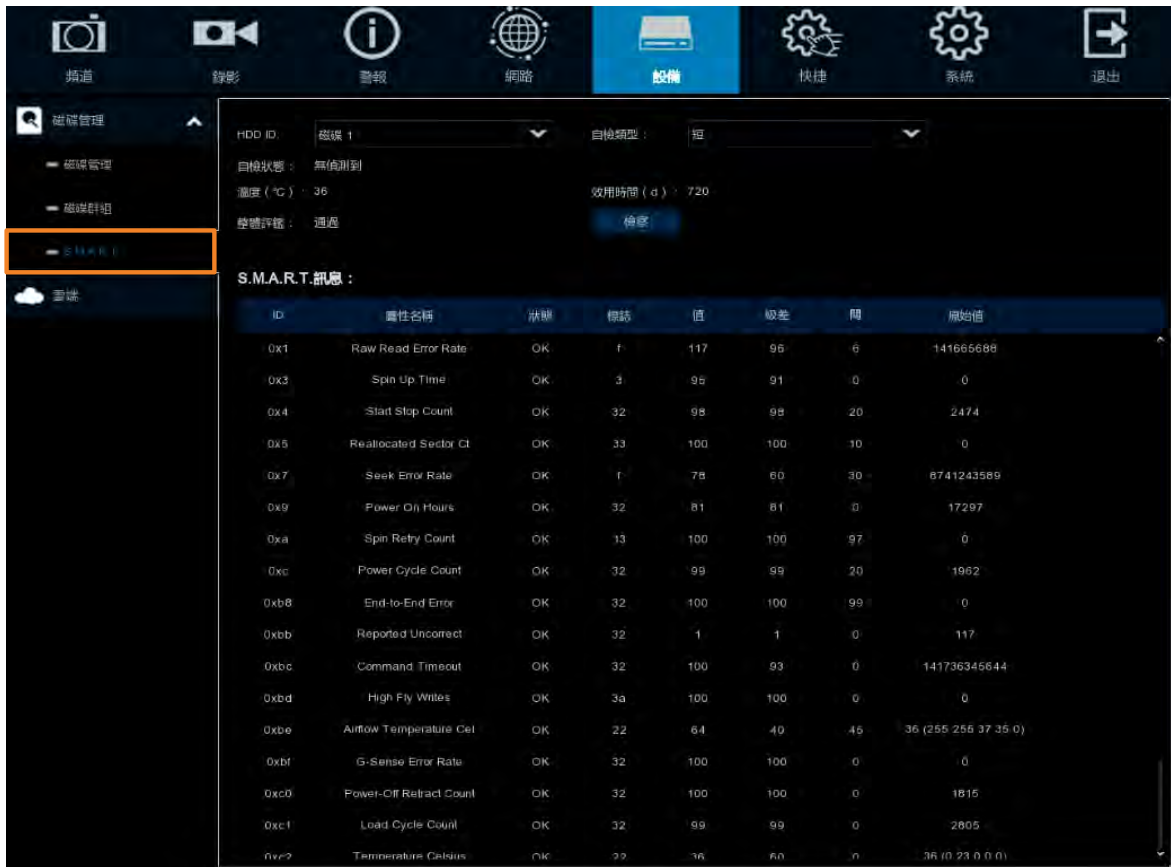 頻道 錄影 警報 網路 設備 快捷 系統 退出
磁碟管理
磁碟管理
磁碟群組
S.M.A.R.T
雲端
HDD ID: 磁碟 1 自檢類型： 短
自檢狀態： 無偵測到
溫度 (℃)： 36 效用時間 (d)： 720
整體評鑑： 通過 檢察
S.M.A.R.T.訊息：
ID 屬性名稱 狀態 標誌 值 級差 閥 原始值
0x1 Raw Read Error Rate OK f 117 96 6 141665688
0x3 Spin Up Time OK 3 96 91 0 0
0x4 Start Stop Count OK 32 98 98 20 2474
0x5 Reallocated Sector Ct OK 33 100 100 10 0
0x7 Seek Error Rate OK f 78 60 30 8741243589
0x9 Power On Hours OK 32 81 81 0 17297
0xa Spin Retry Count OK 13 100 100 97 0
0xc Power Cycle Count OK 32 99 99 20 1962
0xb8 End-to-End Error OK 32 100 100 99 0
0xbb Reported Uncorrect OK 32 1 1 0 117
0xbc Command Timeout OK 32 100 93 0 141736345644
0xbd High Fly Writes OK 3a 100 100 0 0
0xbe Airflow Temperature Cel OK 22 64 40 45 36 (255 255 37 35 0)
0xbf G-Sense Error Rate OK 32 100 100 0 0
0xc0 Power-Off Retract Count OK 32 100 100 0 1815
0xc1 Load Cycle Count OK 32 99 99 0 2805
0xc2 Temperature Celsius OK 22 36 60 0 36 (0 23 0 0 0)